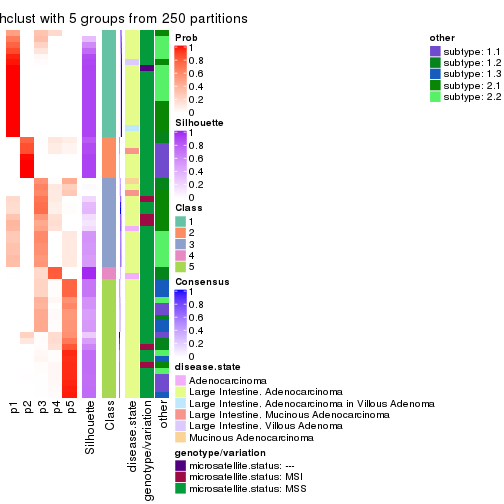 hclust with 5 groups from 250 partitions
Prob
1
0.8
0.6
0.4
0.2
0
Silhouette
1
0.8
0.6
0.4
0.2
0
Class
1
2
3
4
5
Consensus
1
0.8
0.6
0.4
0.2
0
disease.state
Adenocarcinoma
Large Intestine. Adenocarcinoma
Large Intestine. Adenocarcinoma in Villous Adenoma
Large Intestine. Mucinous Adenocarcinoma
Large Intestine. Villous Adenoma
Mucinous Adenocarcinoma
genotype/variation
microsatellite.status: ---
microsatellite.status: MSI
microsatellite.status: MSS
other
subtype: 1.1
subtype: 1.2
subtype: 1.3
subtype: 2.1
subtype: 2.2
p1
p2
p3
p4
p5
Silhouette
Class
disease.state
genotype/variation
other